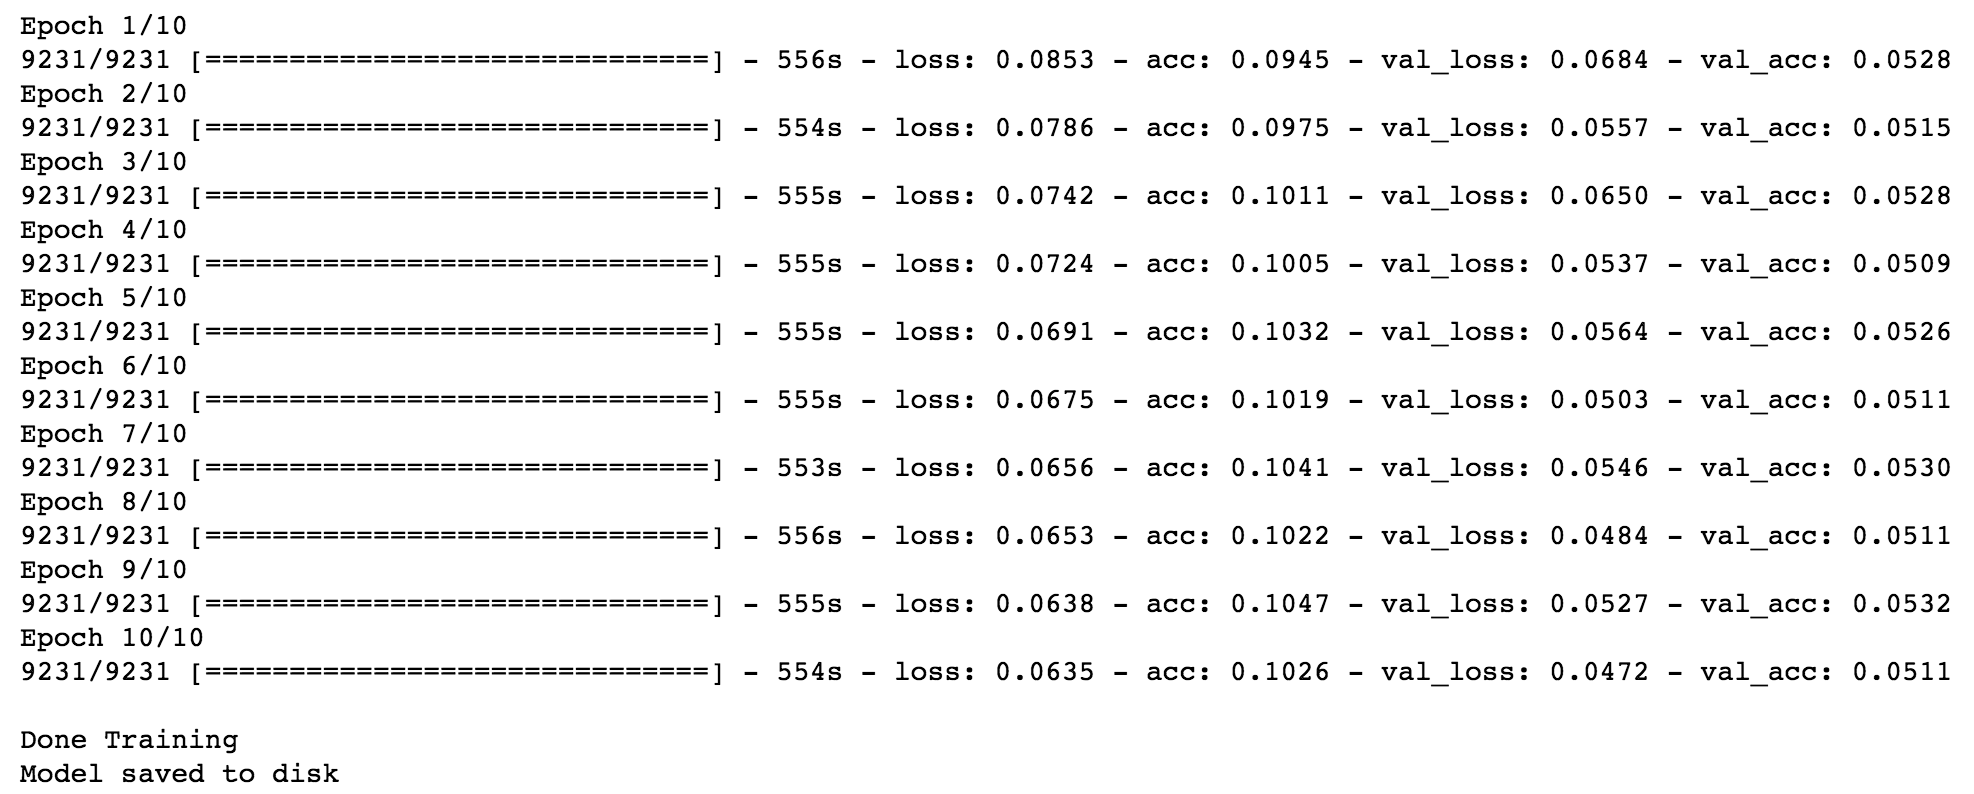 Epoch 1/10
9231/9231 [==============================] - 556s - loss: 0.0853 - acc: 0.0945 - val_loss: 0.0684 - val_acc: 0.0528
Epoch 2/10
9231/9231 [==============================] - 554s - loss: 0.0786 - acc: 0.0975 - val_loss: 0.0557 - val_acc: 0.0515
Epoch 3/10
9231/9231 [==============================] - 555s - loss: 0.0742 - acc: 0.1011 - val_loss: 0.0650 - val_acc: 0.0528
Epoch 4/10
9231/9231 [==============================] - 555s - loss: 0.0724 - acc: 0.1005 - val_loss: 0.0537 - val_acc: 0.0509
Epoch 5/10
9231/9231 [==============================] - 555s - loss: 0.0691 - acc: 0.1032 - val_loss: 0.0564 - val_acc: 0.0526
Epoch 6/10
9231/9231 [==============================] - 555s - loss: 0.0675 - acc: 0.1019 - val_loss: 0.0503 - val_acc: 0.0511
Epoch 7/10
9231/9231 [==============================] - 553s - loss: 0.0656 - acc: 0.1041 - val_loss: 0.0546 - val_acc: 0.0530
Epoch 8/10
9231/9231 [==============================] - 556s - loss: 0.0653 - acc: 0.1022 - val_loss: 0.0484 - val_acc: 0.0511
Epoch 9/10
9231/9231 [==============================] - 555s - loss: 0.0638 - acc: 0.1047 - val_loss: 0.0527 - val_acc: 0.0532
Epoch 10/10
9231/9231 [==============================] - 554s - loss: 0.0635 - acc: 0.1026 - val_loss: 0.0472 - val_acc: 0.0511
Done Training
Model saved to disk